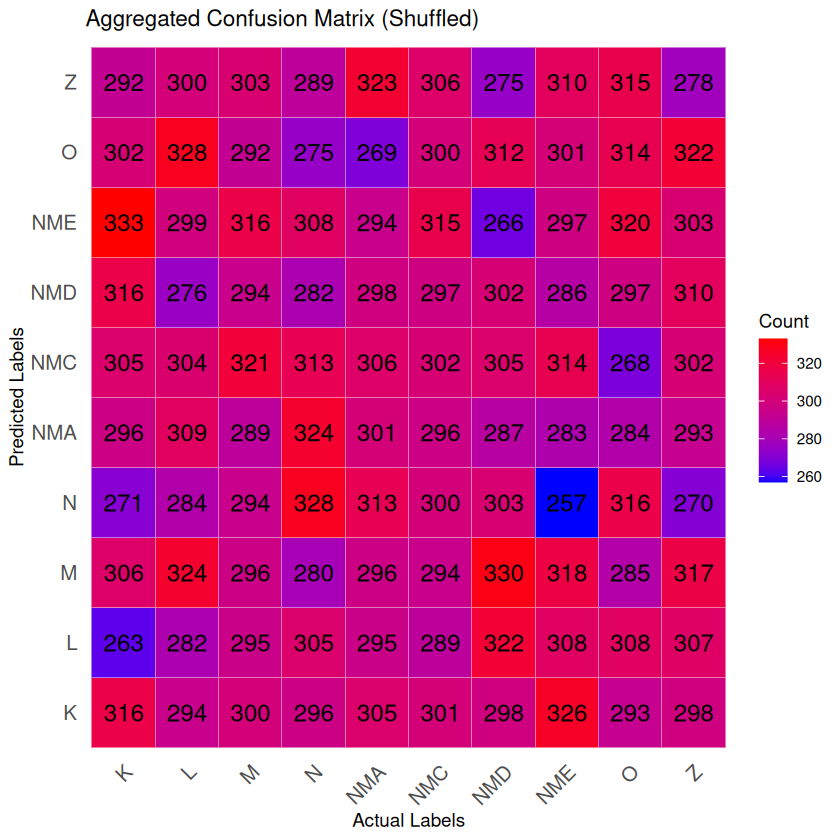 Aggregated Confusion Matrix (Shuffled)
Z 292 300 303 289 323 306 275 310 315 278
O 302 328 292 275 269 300 312 301 314 322
NME 333 299 316 308 294 315 266 297 320 303
NMD 316 276 294 282 298 297 302 286 297 310
NMC 305 304 321 313 306 302 305 314 268 302
NMA 296 309 289 324 301 296 287 283 284 293
N 271 284 294 328 313 300 303 257 316 270
M 306 324 296 280 296 294 330 318 285 317
L 263 282 295 305 295 289 322 308 308 307
K 316 294 300 296 305 301 298 326 293 298
K L M N NMA NMC NMD NME O Z
Actual Labels
Predicted Labels
Count
320
300
280
260